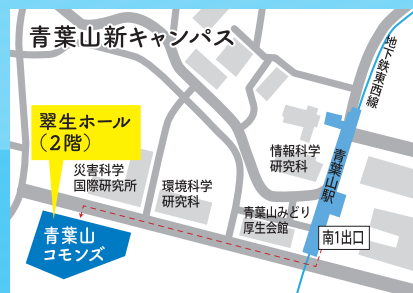 青葉山新キャンパス
地下鉄東西線
翠生ホール
（2階）
災害科学
国際研究所
環境科学
研究科
情報科学
研究科
青葉山駅
青葉山みどり
厚生会館
南1出口
青葉山
コモンズ